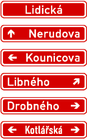 Lidická
Nerudova
Kounicova
Libného
Drobného
Kotlářská